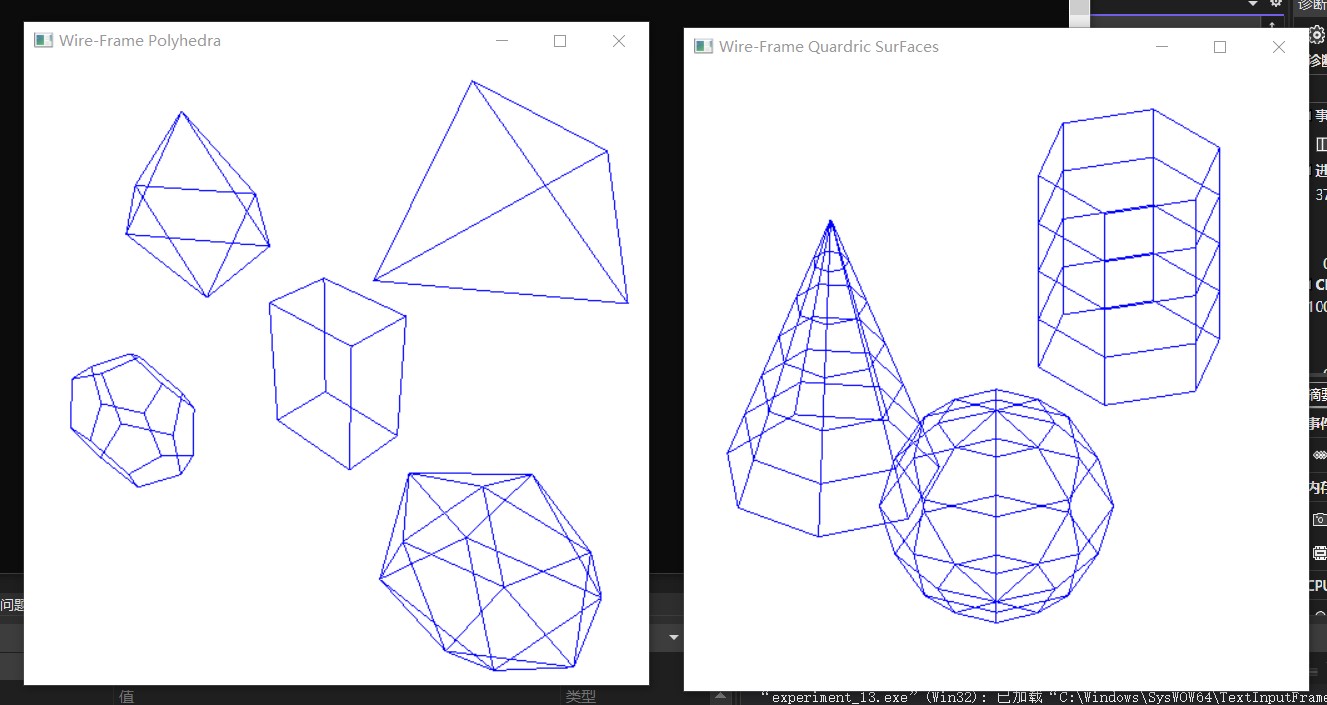 Wire-Frame Polyhedra
Wire-Frame Quardric SurFaces
诊断
诊断
事
进
37
0
100
摘要
事件
内存
CPU
问题
值
类型
"experiment_13.exe" (Win32): 已加载 "C:\Windows\SysWOW64\TextInputFrame